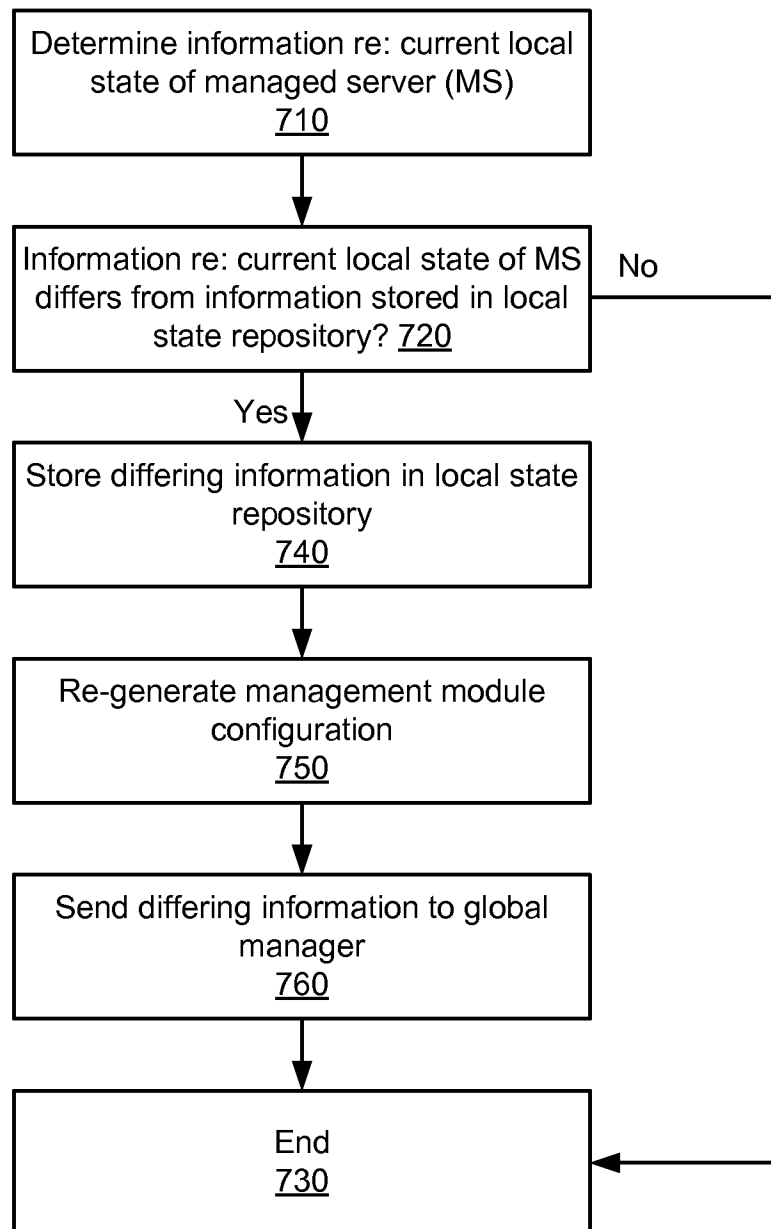 Determine information re: current local
state of managed server (MS)
710
Information re: current local state of MS
differs from information stored in local
state repository? 720
No
Yes
Store differing information in local state
repository
740
Re-generate management module
configuration
750
Send differing information to global
manager
760
End
730